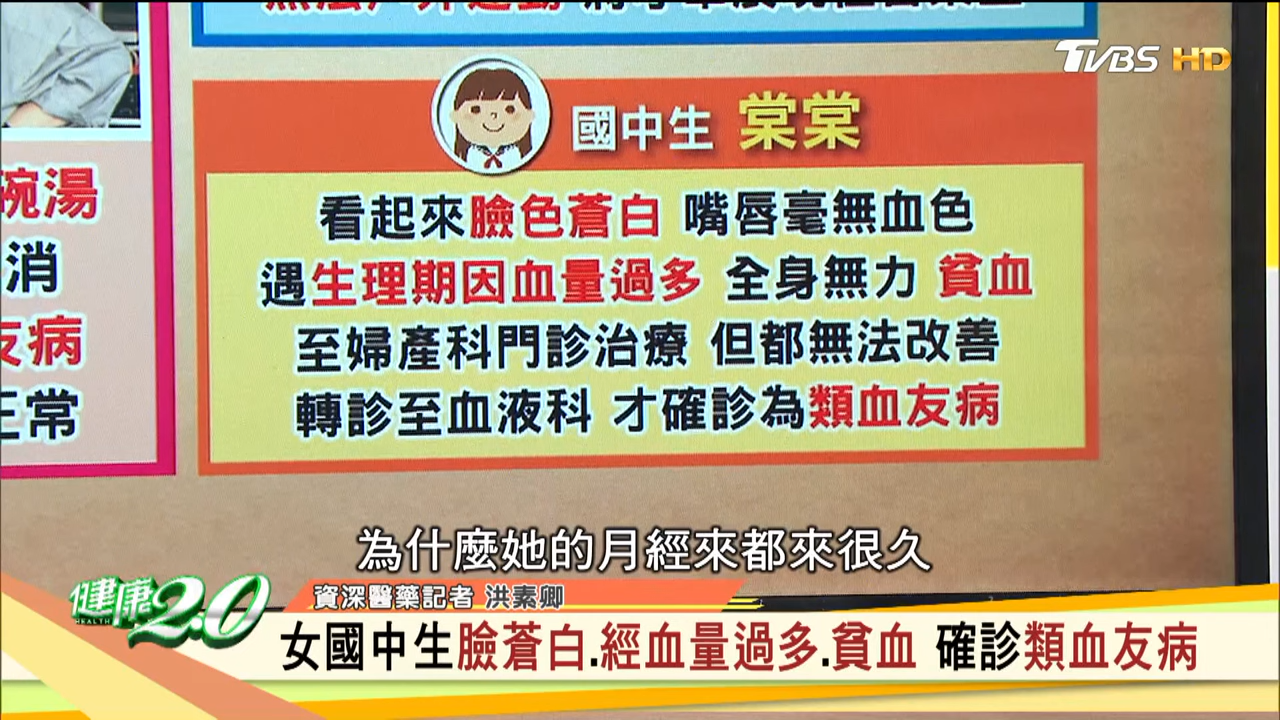 TVBS HD
國中生 棠棠
碗湯
消
友病
正常
看起來臉色蒼白 嘴唇毫無血色
遇生理期因血量過多 全身無力 貧血
至婦產科門診治療 但都無法改善
轉診至血液科 才確診為類血友病
為什麼她的月經來都來很久
健康2.0
HEALTH
資深醫藥記者 洪素卿
女國中生臉蒼白.經血量過多.貧血 確診類血友病